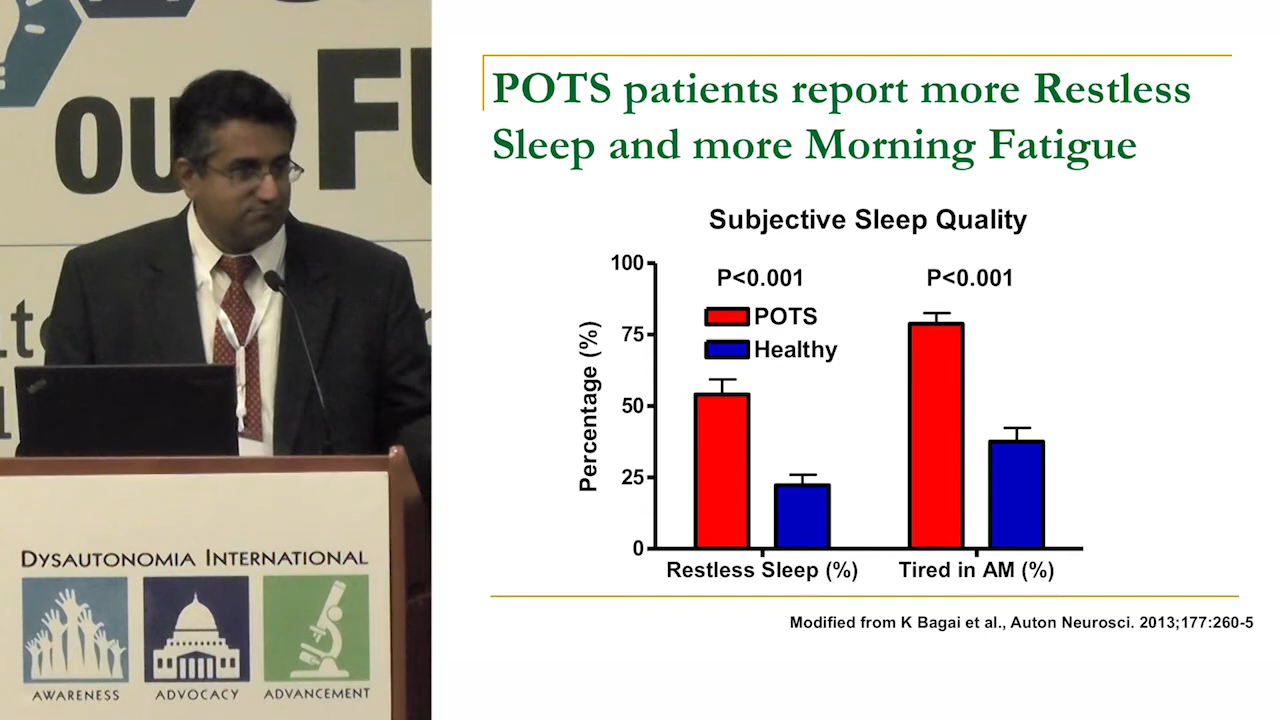 OU
FU
POTS patients report more Restless
Sleep and more Morning Fatigue
Subjective Sleep Quality
100
75
50
25
0
Percentage (%)
P<0.001
P<0.001
POTS
Healthy
Restless Sleep (%)
Tired in AM (%)
Modified from K Bagai et al., Auton Neurosci. 2013;177:260-5
DYSAUTONOMIA INTERNATIONAL
AWARENESS
ADVOCACY
ADVANCEMENT